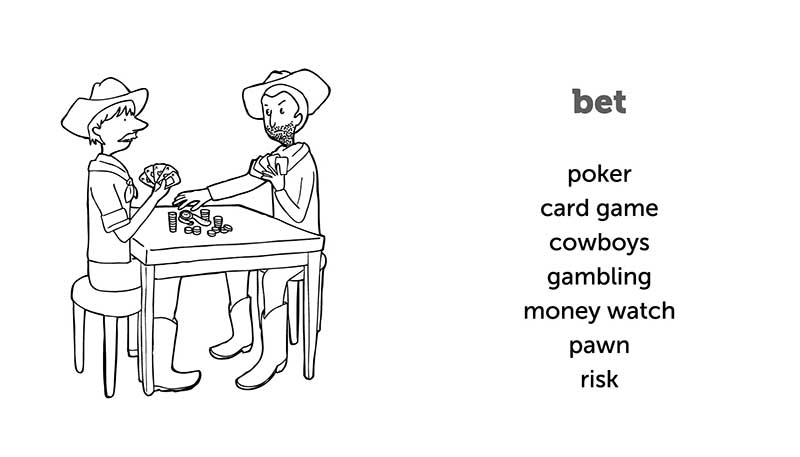 bet
poker
card game
cowboys
gambling
money watch
pawn
risk